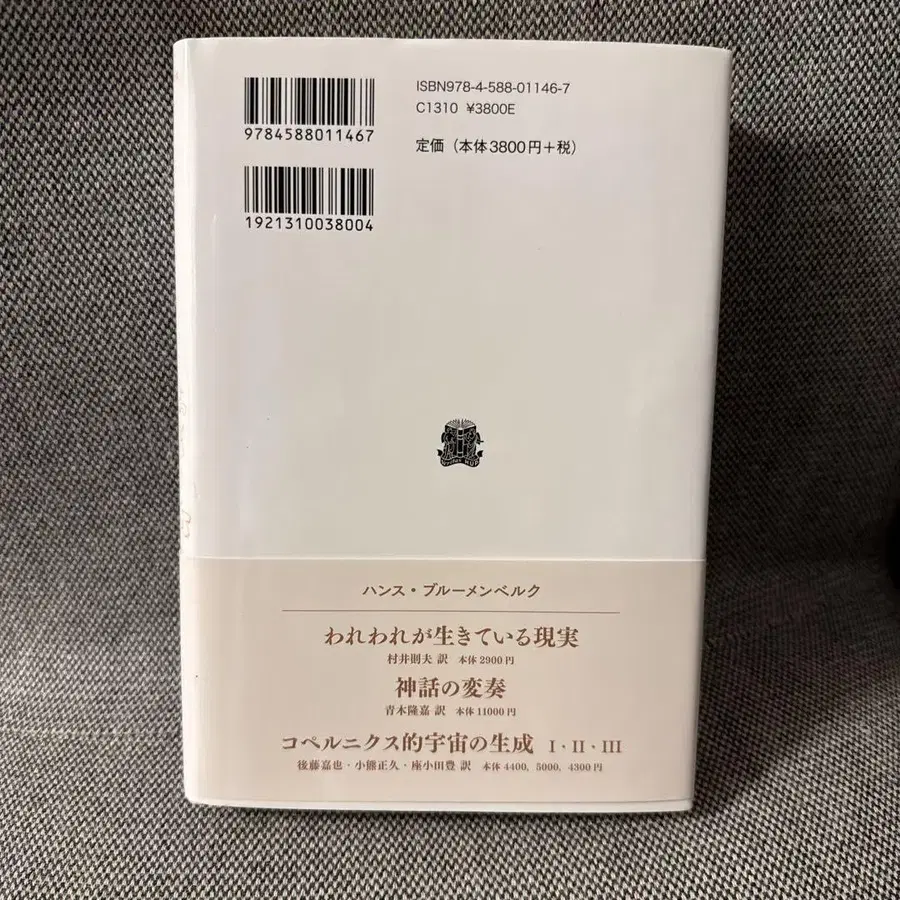 ISBN978-4-588-01146-7
C1310 ¥3800E
定価(本体3800円+税)
9784588011467
1921310038004
ハンス・ブルーメンベルク
われわれが生きている現実
村井則夫 訳 本体2900円
神話の変奏
青木隆嘉 訳 本体11000円
コペルニクス的宇宙の生成 I・II・III
後藤嘉也・小熊正久・座小田豊 訳 本体4400, 5000, 4300円